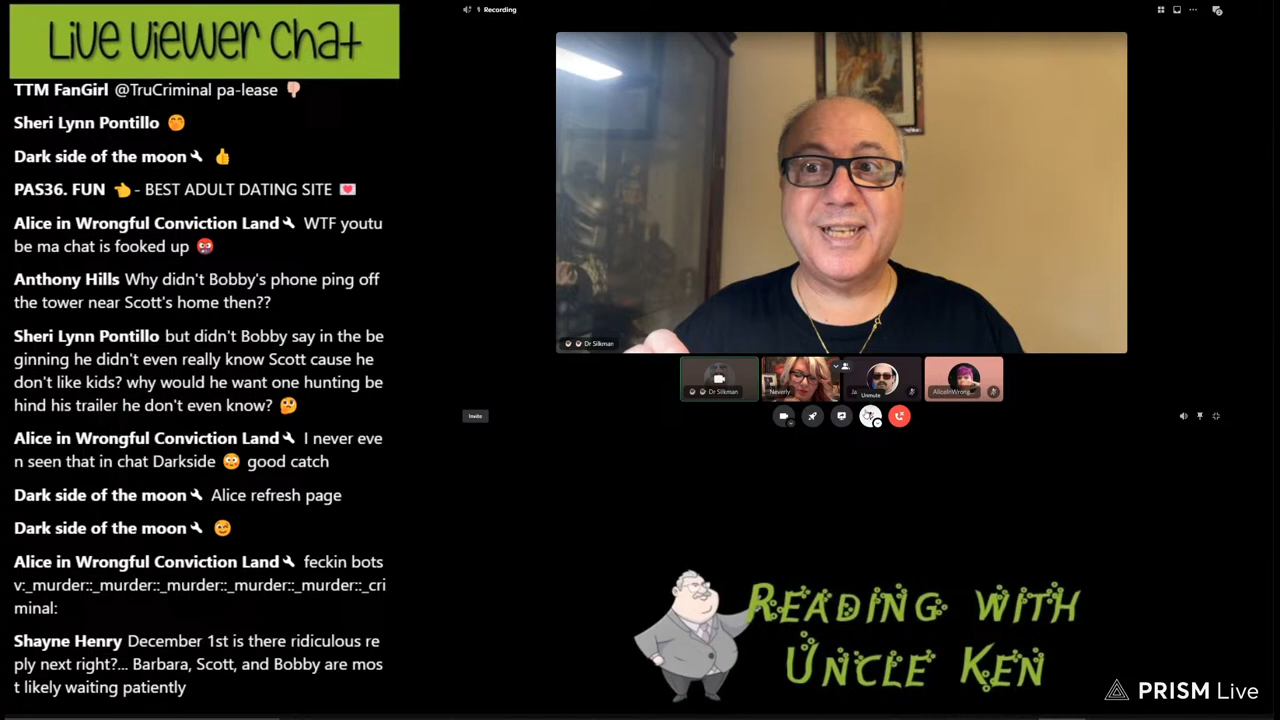 Live Viewer Chat
TTM FanGirl @TruCriminal pa-lease 👎
Sheri Lynn Pontillo 🤭
Dark side of the moon 👍
PAS36. FUN 👈- BEST ADULT DATING SITE 💌
Alice in Wrongful Conviction Land WTF youtu
be ma chat is fooked up 🤬
Anthony Hills Why didn't Bobby's phone ping off
the tower near Scott's home then??
Sheri Lynn Pontillo but didn't Bobby say in the be
ginning he didn't even really know Scott cause he
don't like kids? why would he want one hunting be
hind his trailer he don't even know? 🤔
Alice in Wrongful Conviction Land I never eve
n seen that in chat Darkside 😳 good catch
Dark side of the moon Alice refresh page
Dark side of the moon 😉
Alice in Wrongful Conviction Land feckin bots
v:_murder::_murder::_murder::_murder::_murder::_cri
minal:
Shayne Henry December 1st is there ridiculous re
ply next right?... Barbara, Scott, and Bobby are mos
t likely waiting patiently
Recording
Dr Silkman
Dr Silkman
Neverly
Ja
Unmute
AliceInWrong...
Invite
Reading with
Uncle Ken
PRISM Live